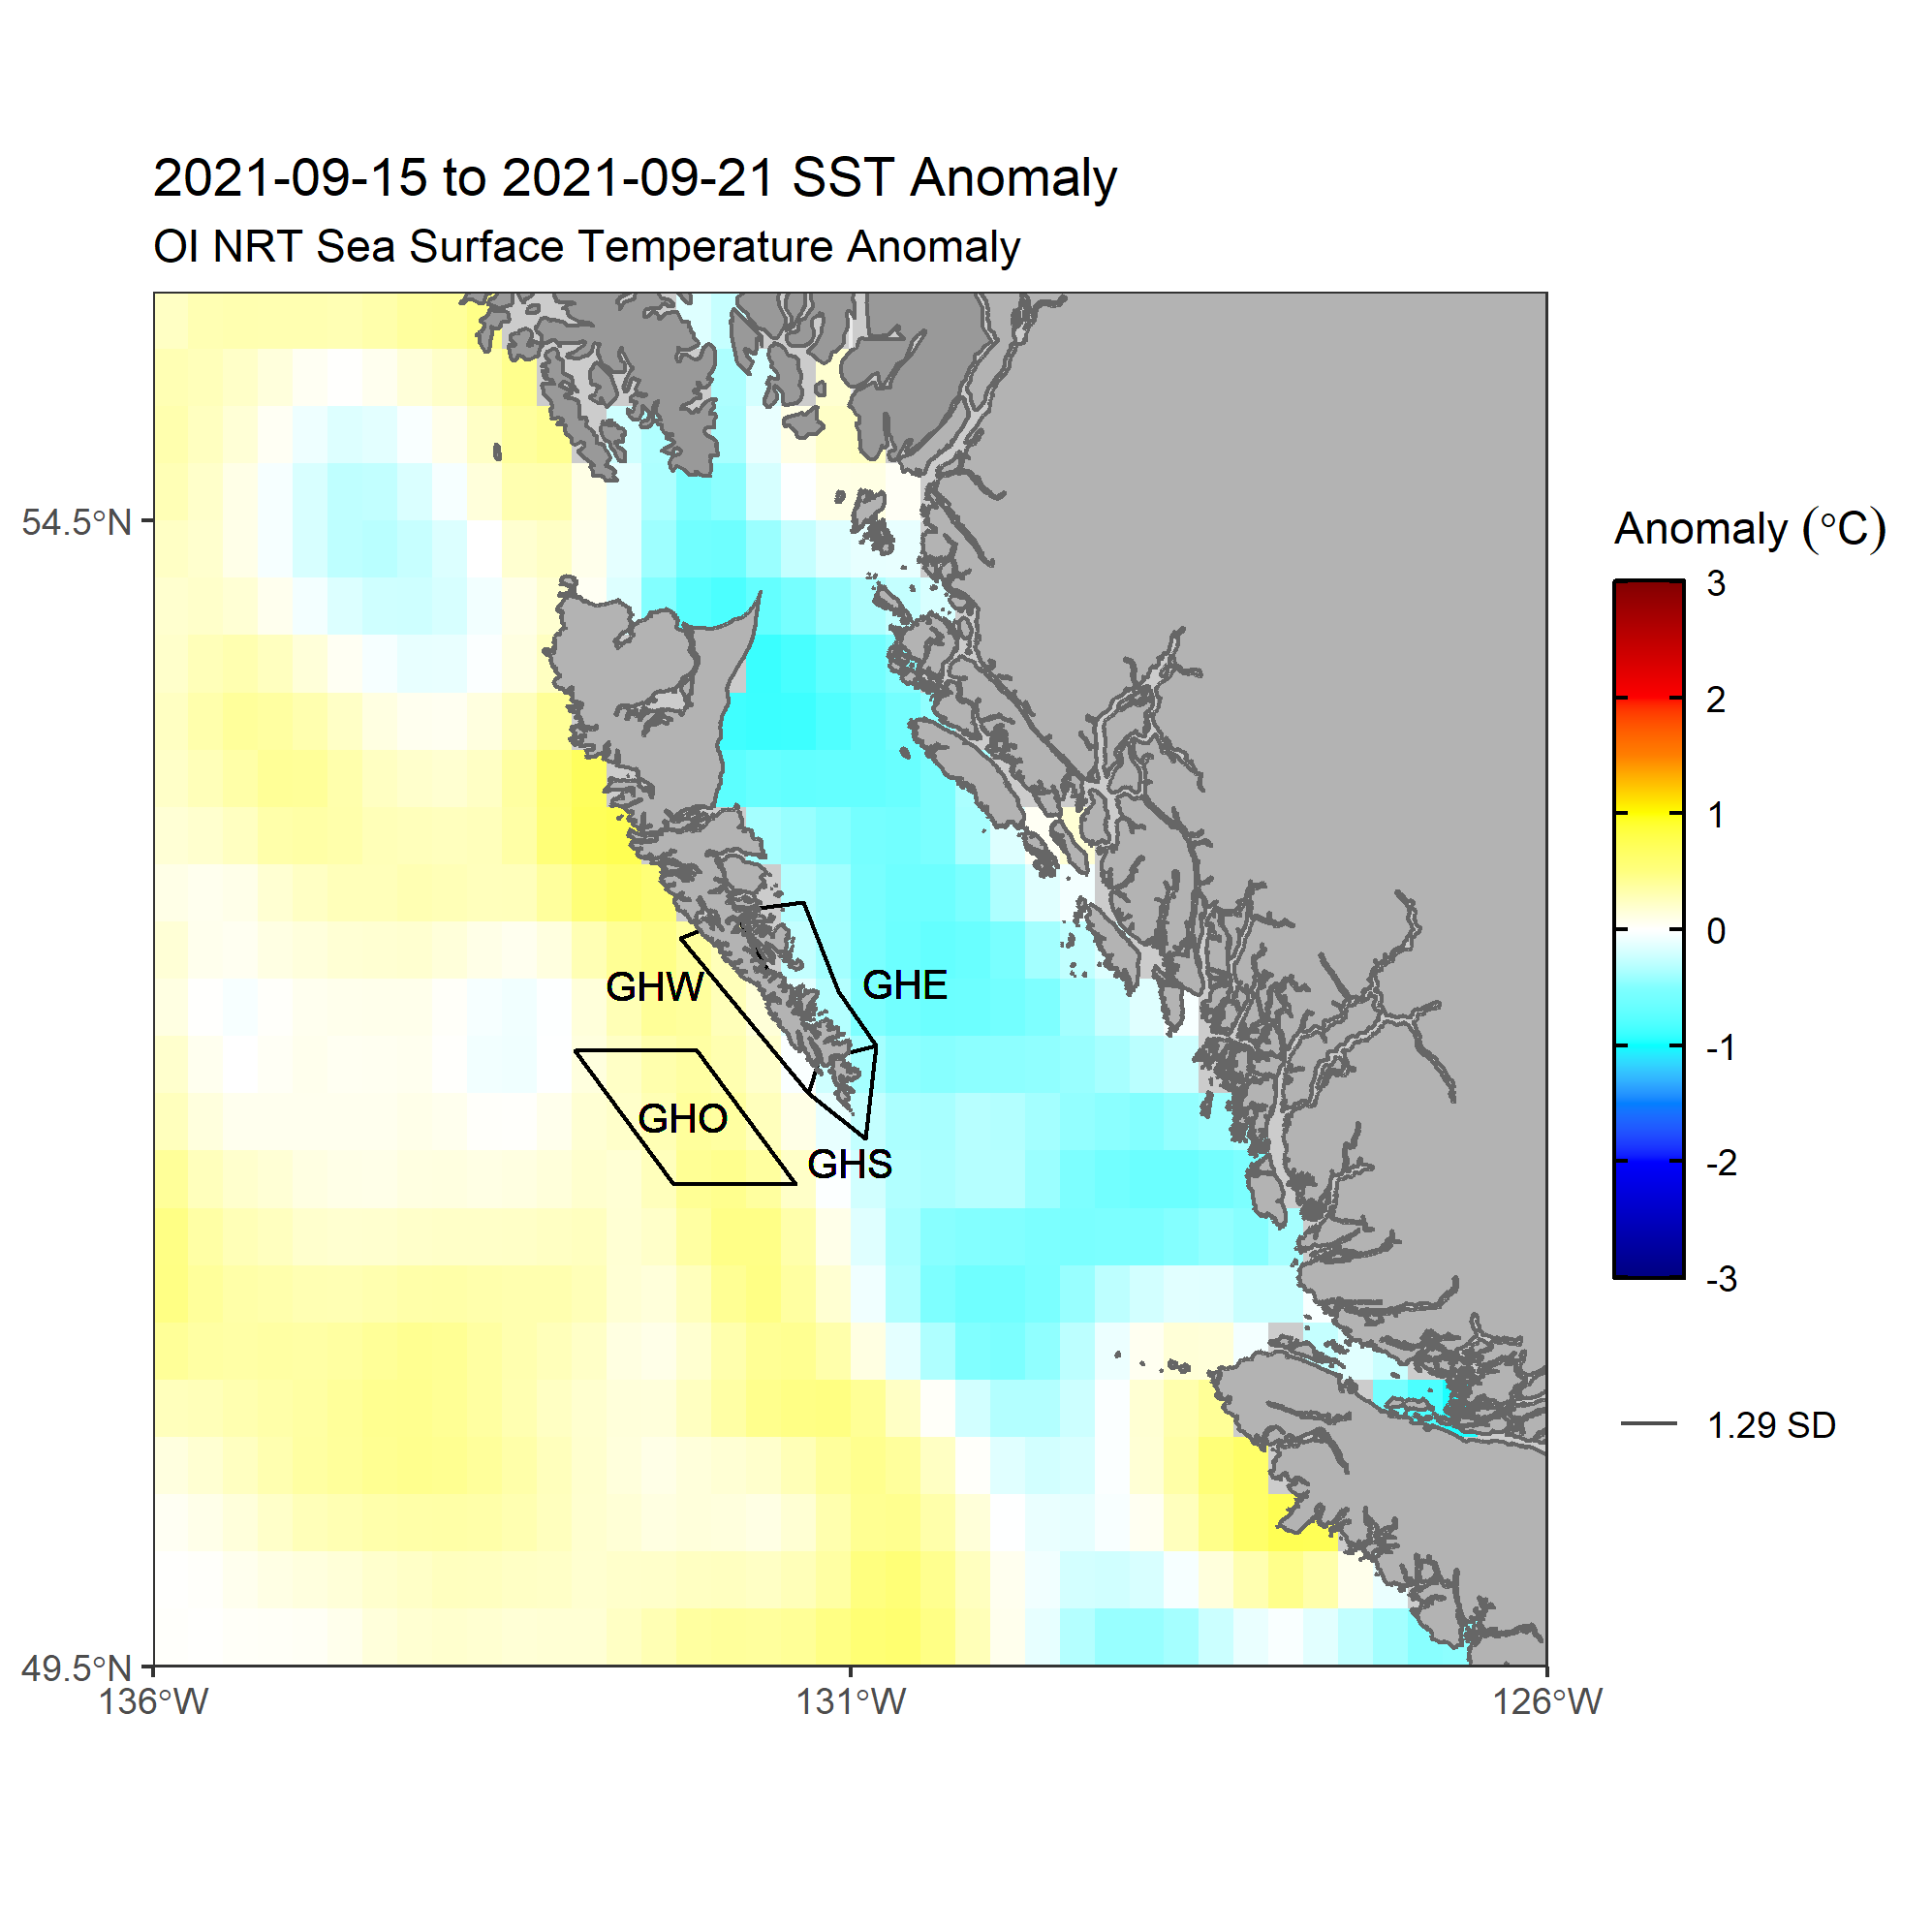 2021-09-15 to 2021-09-21 SST Anomaly
OI NRT Sea Surface Temperature Anomaly
54.5°N
49.5°N
136°W
131°W
126°W
GHW
GHE
GHO
GHS
Anomaly (°C)
3
2
1
0
-1
-2
-3
1.29 SD